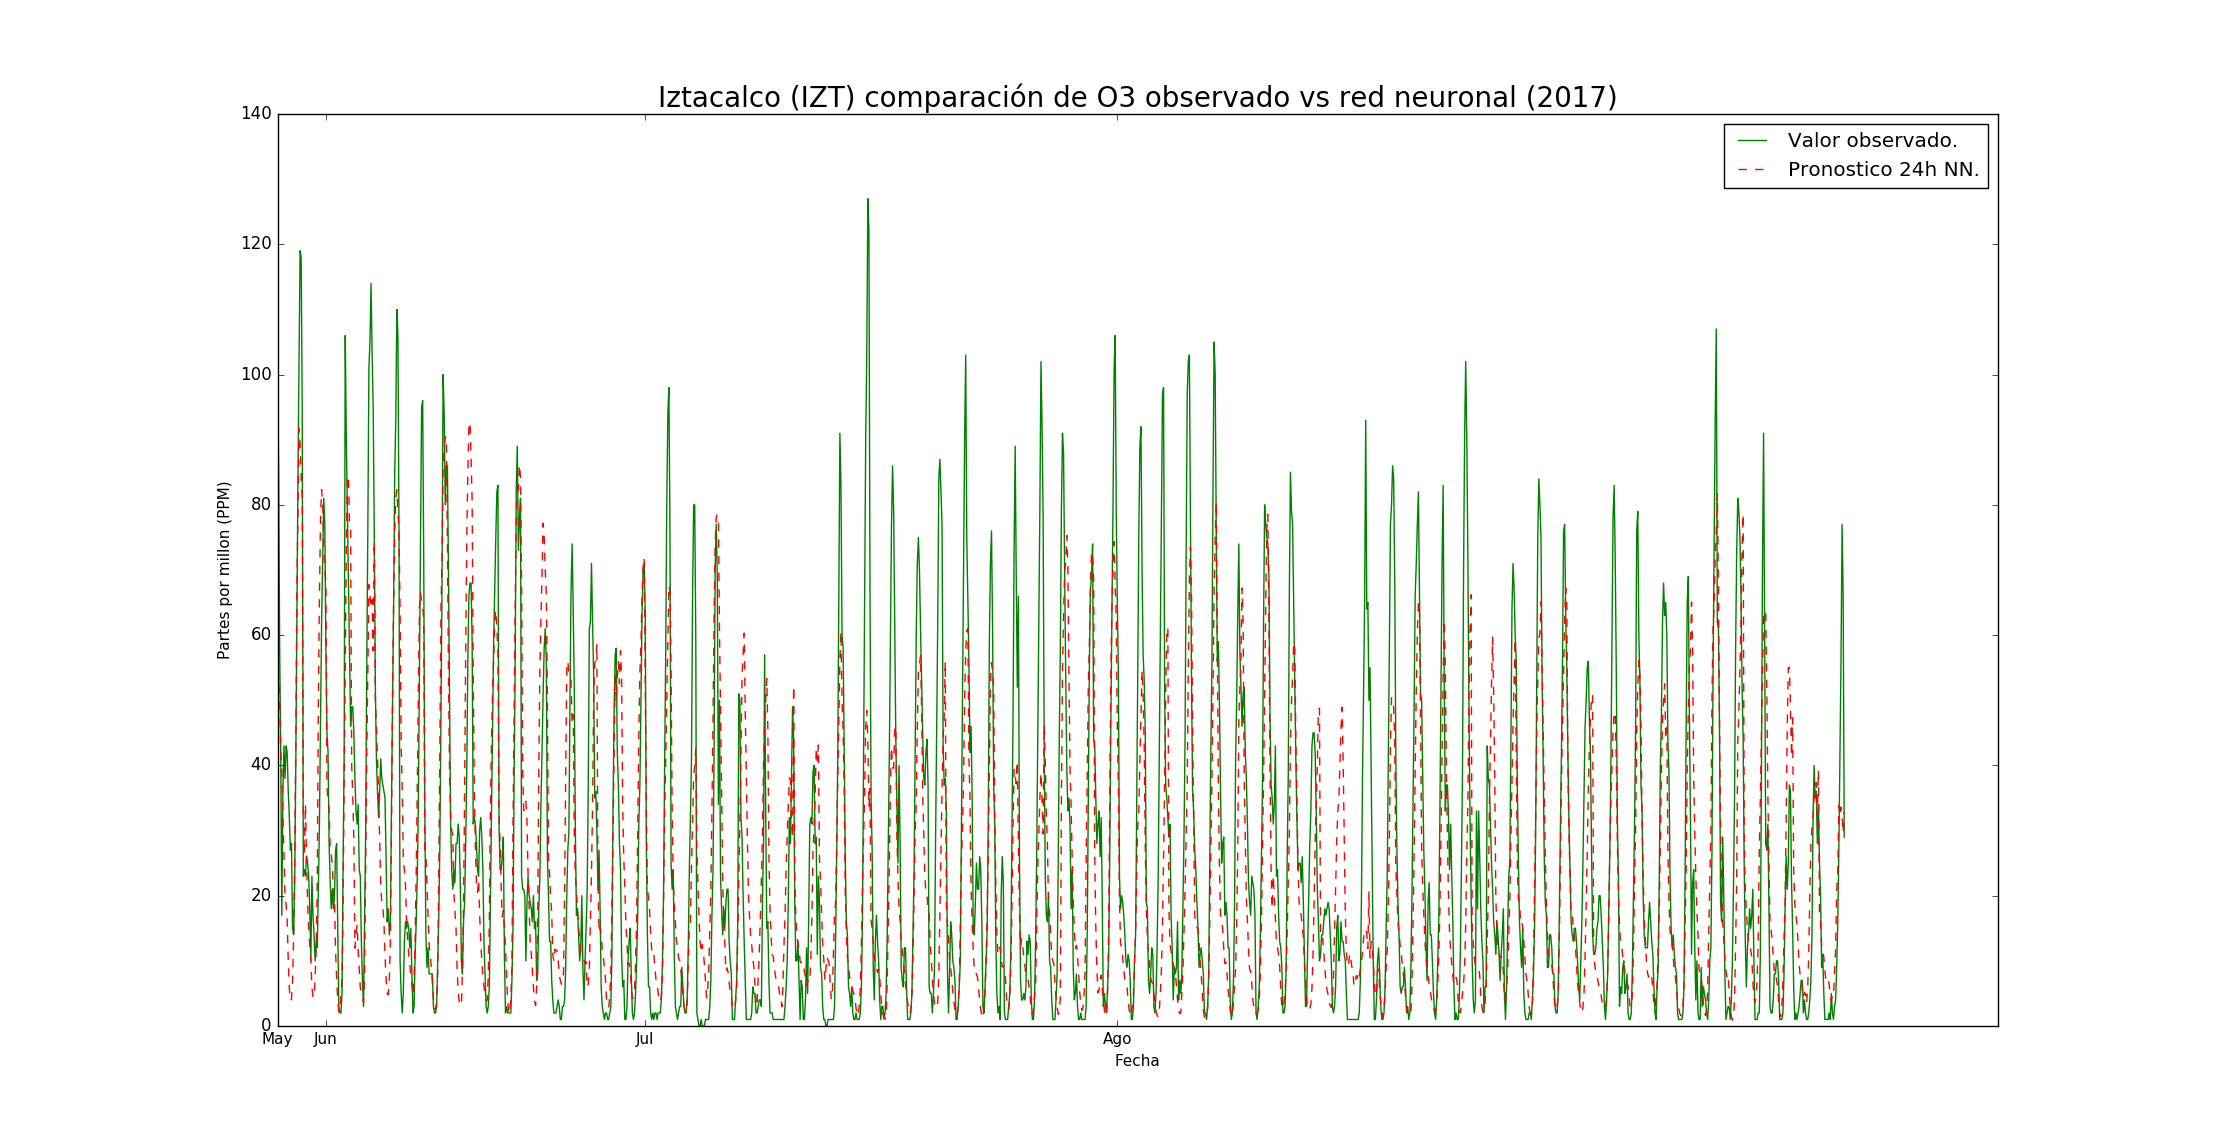 Iztacalco (IZT) comparación de O3 observado vs red neuronal (2017)
140
120
100
80
60
40
20
0
Partes por millon (PPM)
Valor observado.
Pronostico 24h NN.
May Jun Jul Ago
Fecha